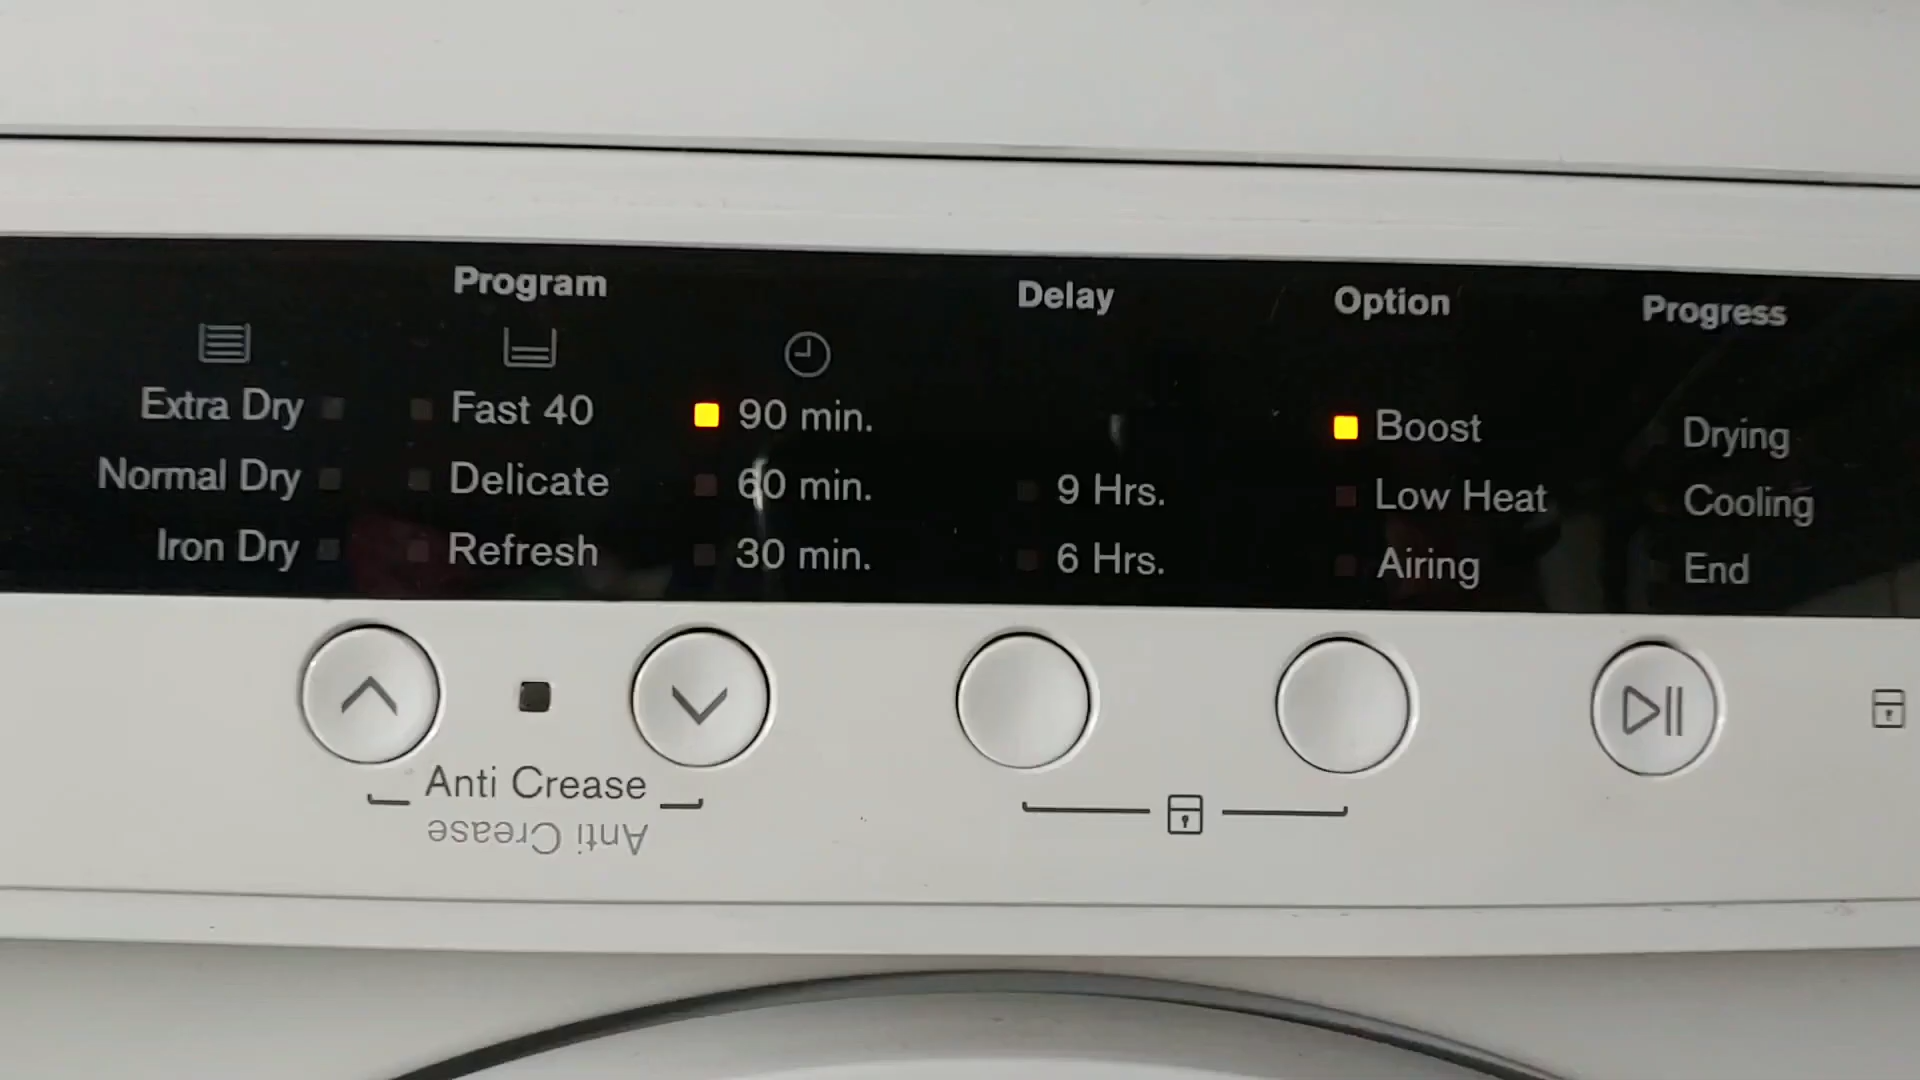 Program
Delay
Option
Progress
Extra Dry
Fast 40
90 min.
Boost
Drying
Normal Dry
Delicate
60 min.
9 Hrs.
Low Heat
Cooling
Iron Dry
Refresh
30 min.
6 Hrs.
Airing
End
Anti Crease
Anti Crease